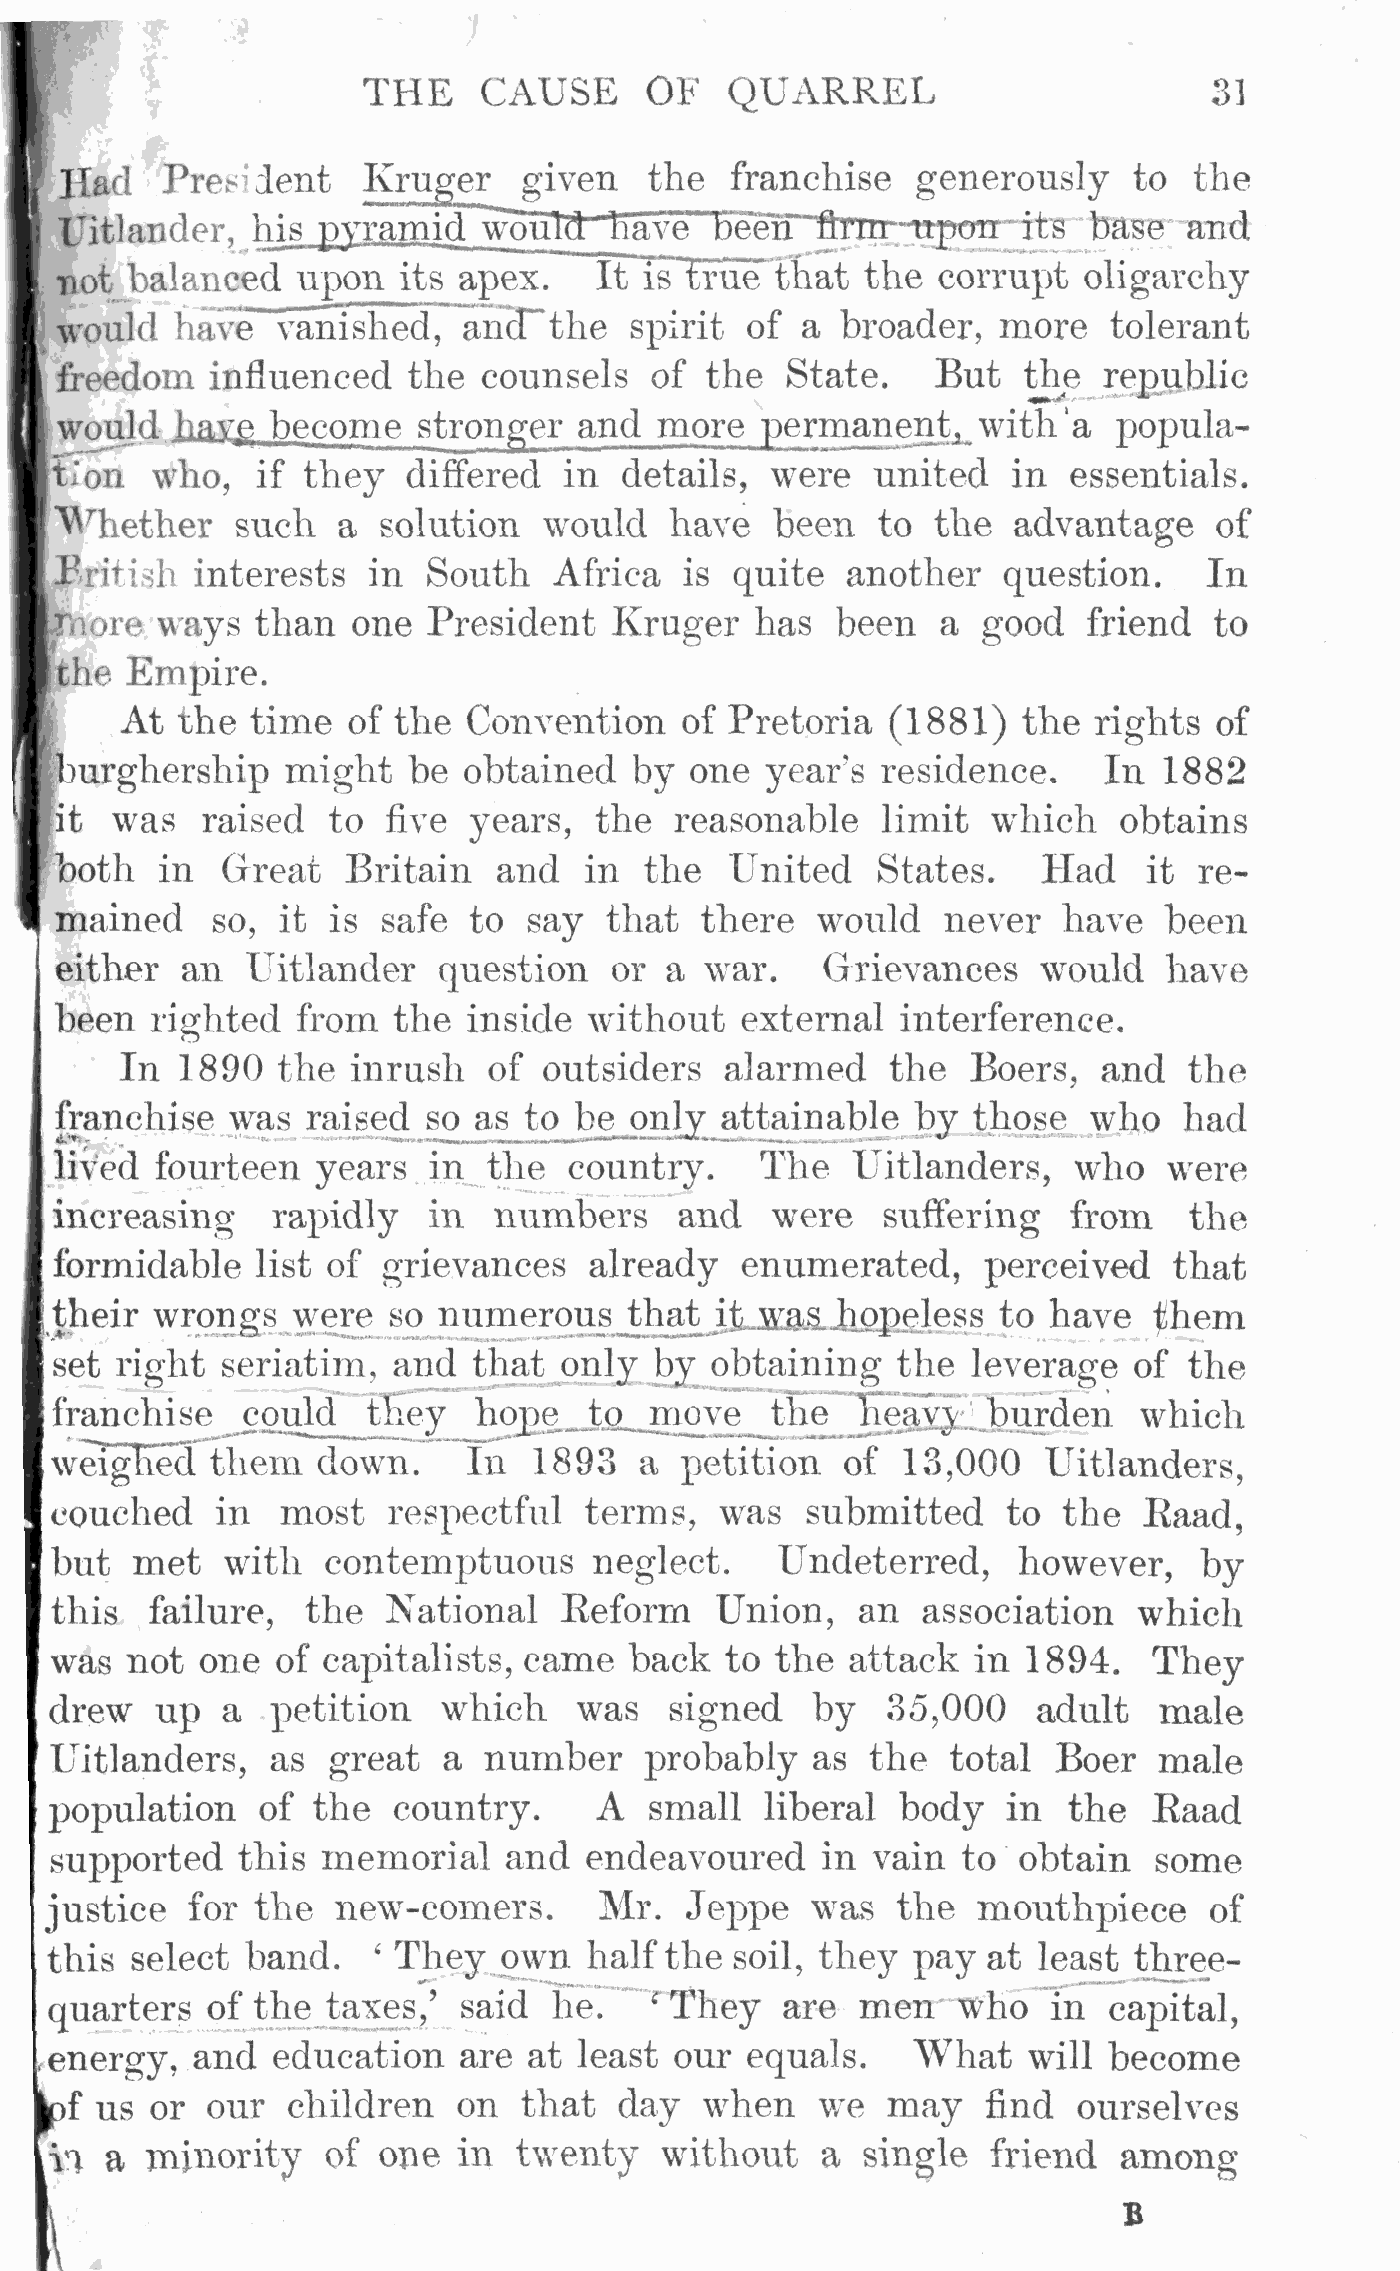 THE CAUSE OF QUARREL 31
Had President Kruger given the franchise generously to the
Uitlander, his pyramid would have been firm upon its base and
not balanced upon its apex. It is true that the corrupt oligarchy
would have vanished, and the spirit of a broader, more tolerant
freedom influenced the counsels of the State. But the republic
would have become stronger and more permanent, with a popula-
tion who, if they differed in details, were united in essentials.
Whether such a solution would have been to the advantage of
British interests in South Africa is quite another question. In
more ways than one President Kruger has been a good friend to
the Empire.
At the time of the Convention of Pretoria (1881) the rights of
burghership might be obtained by one year's residence. In 1882
it was raised to five years, the reasonable limit which obtains
both in Great Britain and in the United States. Had it re-
mained so, it is safe to say that there would never have been
either an Uitlander question or a war. Grievances would have
been righted from the inside without external interference.
In 1890 the inrush of outsiders alarmed the Boers, and the
franchise was raised so as to be only attainable by those who had
lived fourteen years in the country. The Uitlanders, who were
increasing rapidly in numbers and were suffering from the
formidable list of grievances already enumerated, perceived that
their wrongs were so numerous that it was hopeless to have them
set right seriatim, and that only by obtaining the leverage of the
franchise could they hope to move the heavy burden which
weighed them down. In 1893 a petition of 13,000 Uitlanders,
couched in most respectful terms, was submitted to the Raad,
but met with contemptuous neglect. Undeterred, however, by
this failure, the National Reform Union, an association which
was not one of capitalists, came back to the attack in 1894. They
drew up a petition which was signed by 35,000 adult male
Uitlanders, as great a number probably as the total Boer male
population of the country. A small liberal body in the Raad
supported this memorial and endeavoured in vain to obtain some
justice for the new-comers. Mr. Jeppe was the mouthpiece of
this select band. ‘They own half the soil, they pay at least three-
quarters of the taxes,’ said he. ‘They are men who in capital,
energy, and education are at least our equals. What will become
of us or our children on that day when we may find ourselves
in a minority of one in twenty without a single friend among
B